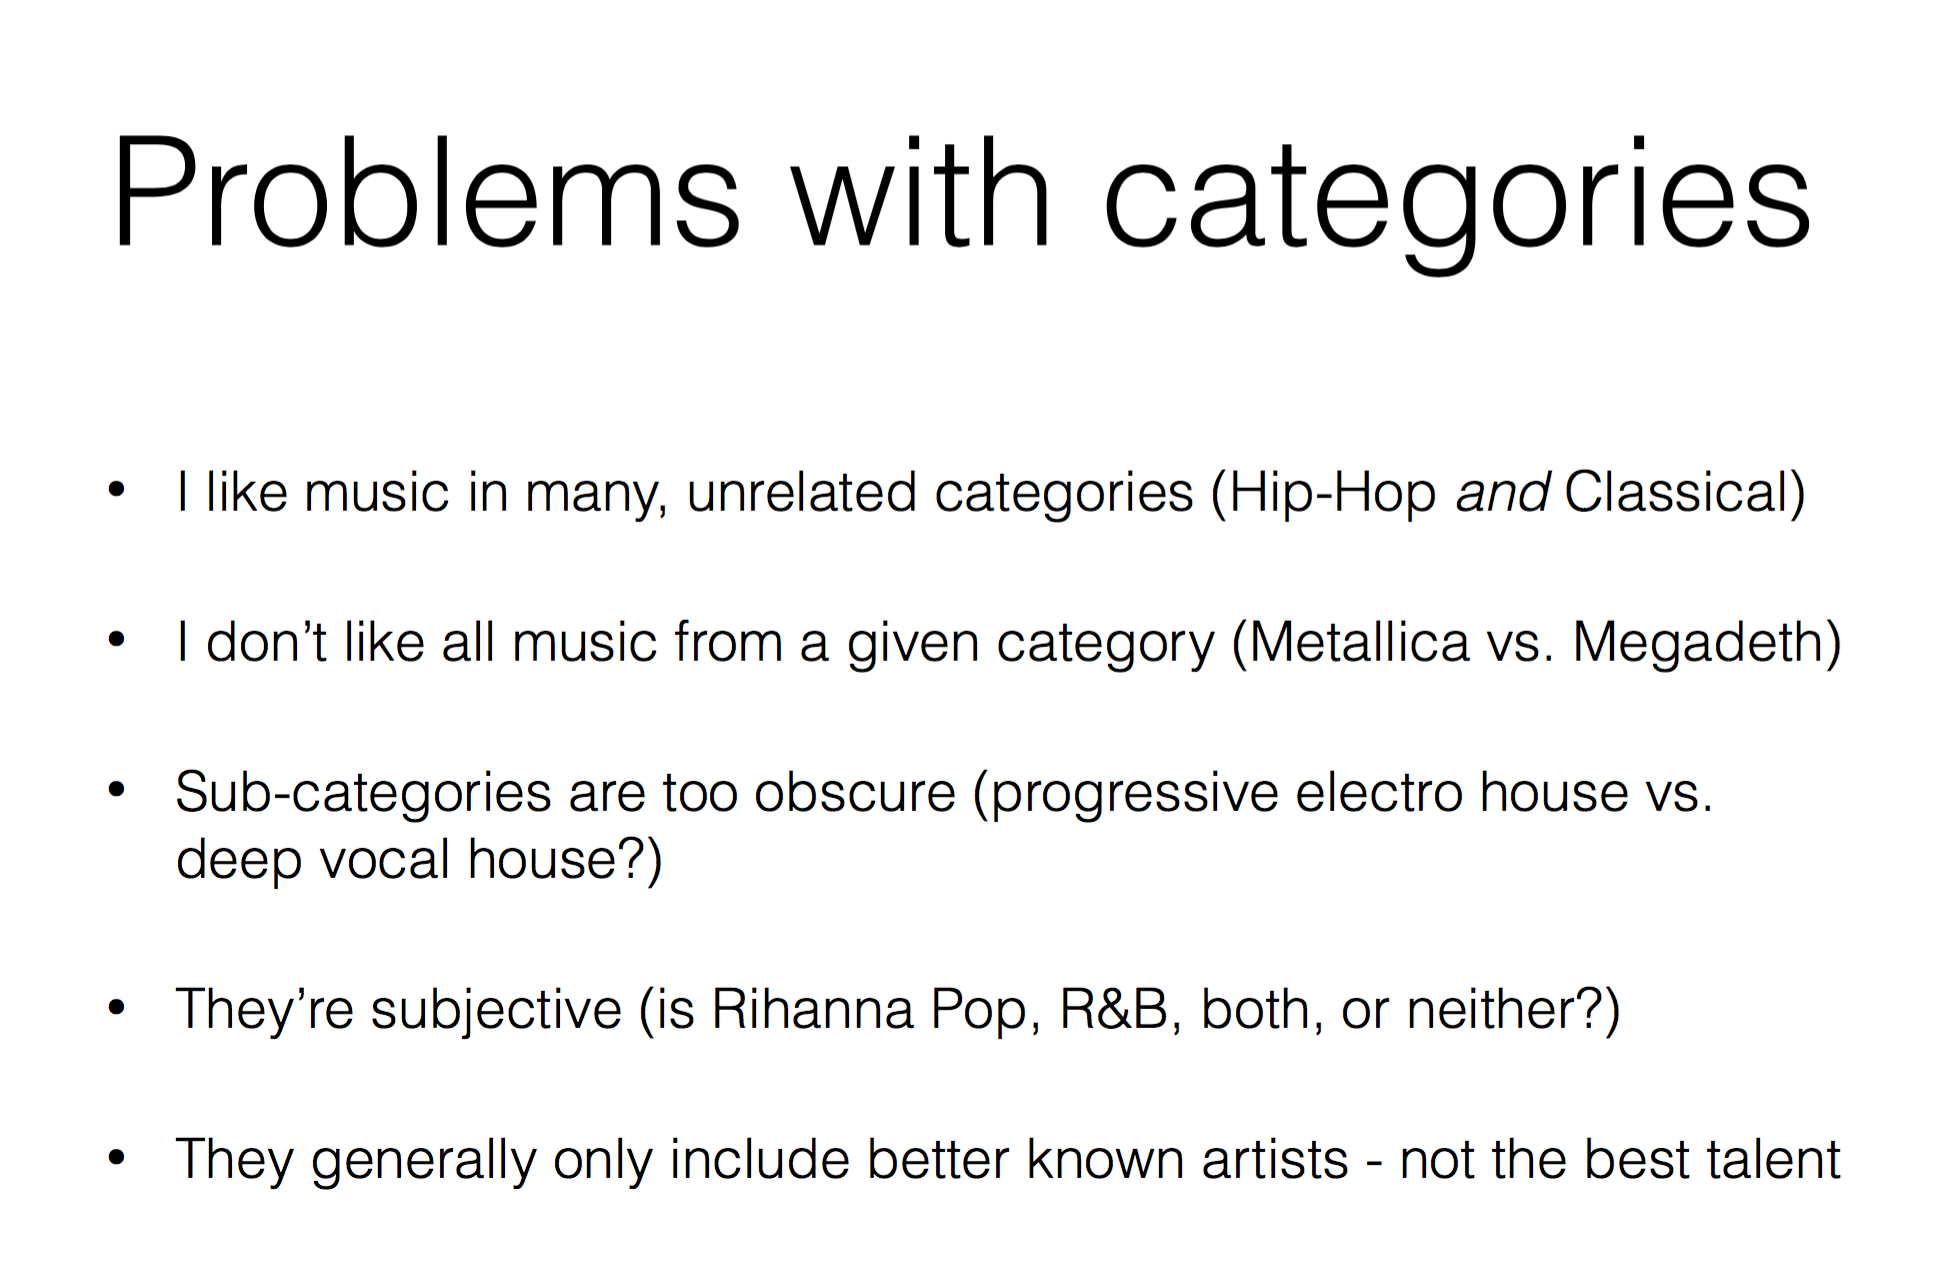 Problems with categories
• I like music in many, unrelated categories (Hip-Hop and Classical)
• I don’t like all music from a given category (Metallica vs. Megadeth)
• Sub-categories are too obscure (progressive electro house vs.
deep vocal house?)
• They’re subjective (is Rihanna Pop, R&B, both, or neither?)
• They generally only include better known artists - not the best talent